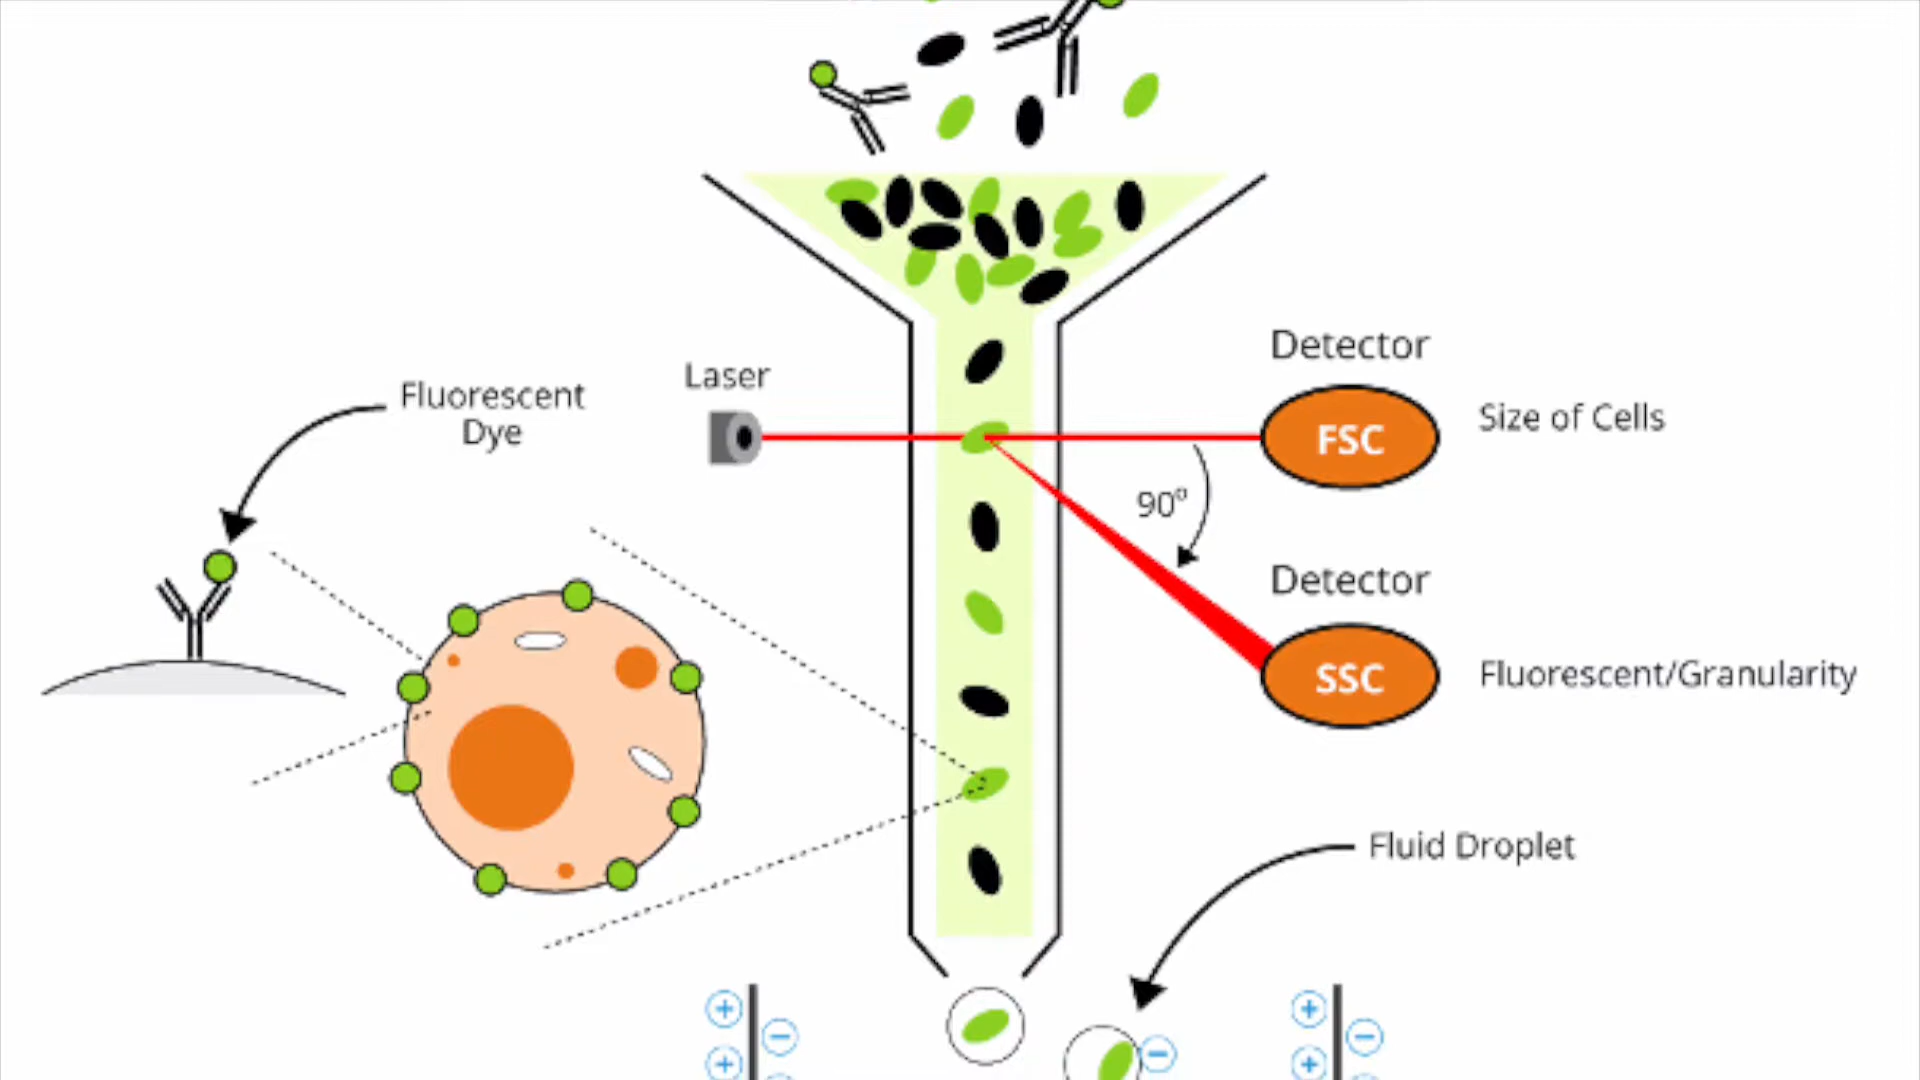 Detector
Laser
FSC
Size of Cells
Fluorescent
Dye
90°
Detector
SSC
Fluorescent/Granularity
Fluid Droplet
+
−
+
−
+
−
+